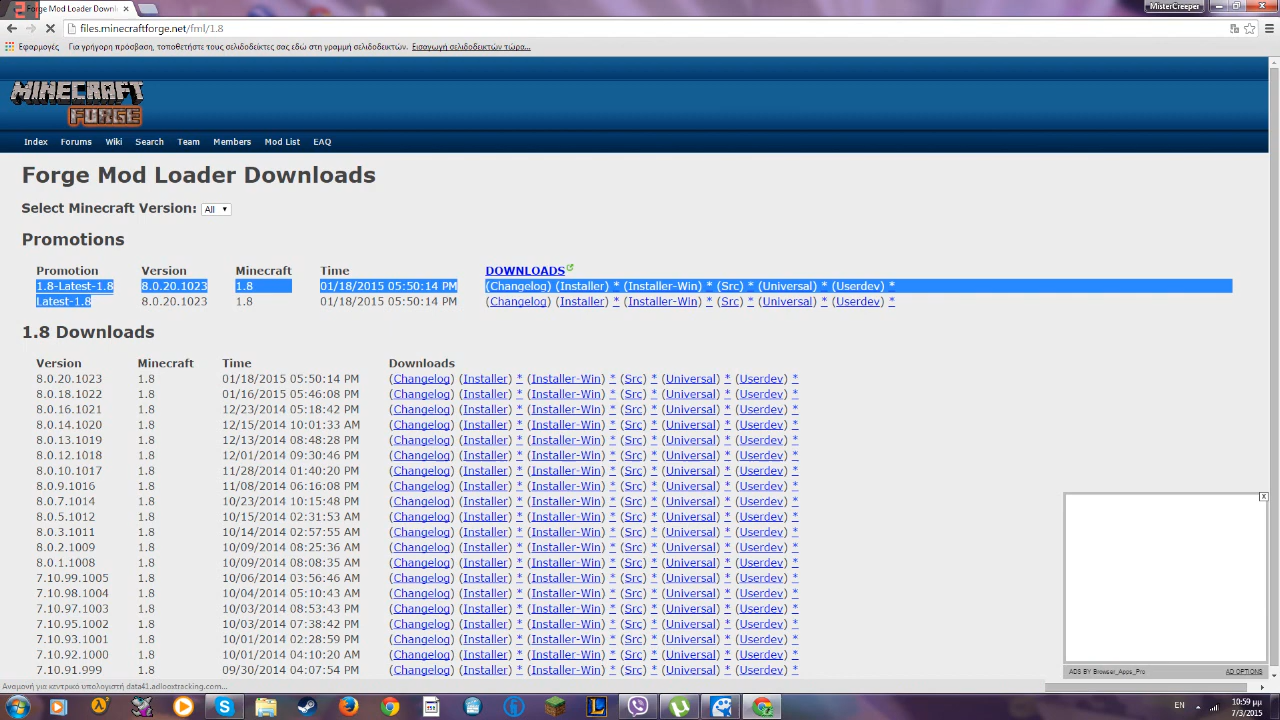 2
Forge Mod Loader Downl
MisterCreeper
files.minecraftforge.net/fml/1.8
Εφαρμογές Για γρήγορη πρόσβαση, τοποθετήστε τους σελιδοδείκτες σας εδώ στη γραμμή σελιδοδεικτών. Εισαγωγή σελιδοδεικτών τώρα...
MINECRAFT
FORGE
Index Forums Wiki Search Team Members Mod List EAQ
Forge Mod Loader Downloads
Select Minecraft Version: All
Promotions
Promotion Version Minecraft Time DOWNLOADS
1.8-Latest-1.8 8.0.20.1023 1.8 01/18/2015 05:50:14 PM (Changelog) (Installer) * (Installer-Win) * (Src) * (Universal) * (Userdev) *
Latest-1.8 8.0.20.1023 1.8 01/18/2015 05:50:14 PM (Changelog) (Installer) * (Installer-Win) * (Src) * (Universal) * (Userdev) *
1.8 Downloads
Version Minecraft Time Downloads
8.0.20.1023 1.8 01/18/2015 05:50:14 PM (Changelog) (Installer) * (Installer-Win) * (Src) * (Universal) * (Userdev) *
8.0.18.1022 1.8 01/16/2015 05:46:08 PM (Changelog) (Installer) * (Installer-Win) * (Src) * (Universal) * (Userdev) *
8.0.16.1021 1.8 12/23/2014 05:18:42 PM (Changelog) (Installer) * (Installer-Win) * (Src) * (Universal) * (Userdev) *
8.0.14.1020 1.8 12/15/2014 10:01:33 AM (Changelog) (Installer) * (Installer-Win) * (Src) * (Universal) * (Userdev) *
8.0.13.1019 1.8 12/13/2014 08:48:28 PM (Changelog) (Installer) * (Installer-Win) * (Src) * (Universal) * (Userdev) *
8.0.12.1018 1.8 12/01/2014 09:30:46 PM (Changelog) (Installer) * (Installer-Win) * (Src) * (Universal) * (Userdev) *
8.0.10.1017 1.8 11/28/2014 01:40:20 PM (Changelog) (Installer) * (Installer-Win) * (Src) * (Universal) * (Userdev) *
8.0.9.1016 1.8 11/08/2014 06:16:08 PM (Changelog) (Installer) * (Installer-Win) * (Src) * (Universal) * (Userdev) *
8.0.7.1014 1.8 10/23/2014 10:15:48 PM (Changelog) (Installer) * (Installer-Win) * (Src) * (Universal) * (Userdev) *
8.0.5.1012 1.8 10/15/2014 02:31:53 AM (Changelog) (Installer) * (Installer-Win) * (Src) * (Universal) * (Userdev) *
8.0.3.1011 1.8 10/14/2014 02:57:55 AM (Changelog) (Installer) * (Installer-Win) * (Src) * (Universal) * (Userdev) *
8.0.2.1009 1.8 10/09/2014 08:25:36 AM (Changelog) (Installer) * (Installer-Win) * (Src) * (Universal) * (Userdev) *
8.0.1.1008 1.8 10/09/2014 08:08:35 AM (Changelog) (Installer) * (Installer-Win) * (Src) * (Universal) * (Userdev) *
7.10.99.1005 1.8 10/06/2014 03:56:46 AM (Changelog) (Installer) * (Installer-Win) * (Src) * (Universal) * (Userdev) *
7.10.98.1004 1.8 10/04/2014 05:10:43 AM (Changelog) (Installer) * (Installer-Win) * (Src) * (Universal) * (Userdev) *
7.10.97.1003 1.8 10/03/2014 08:53:43 PM (Changelog) (Installer) * (Installer-Win) * (Src) * (Universal) * (Userdev) *
7.10.95.1002 1.8 10/03/2014 07:38:42 PM (Changelog) (Installer) * (Installer-Win) * (Src) * (Universal) * (Userdev) *
7.10.93.1001 1.8 10/01/2014 02:28:59 PM (Changelog) (Installer) * (Installer-Win) * (Src) * (Universal) * (Userdev) *
7.10.92.1000 1.8 10/01/2014 04:10:20 AM (Changelog) (Installer) * (Installer-Win) * (Src) * (Universal) * (Userdev) *
7.10.91.999 1.8 09/30/2014 04:07:54 PM (Changelog) (Installer) * (Installer-Win) * (Src) * (Universal) * (Userdev) *
ADS BY Browser_Apps_Pro AD OPTIONS
Αναμονή για κεντρικό υπολογιστή data41.adlooxtracking.com...
EN 10:59 μμ
7/3/2015